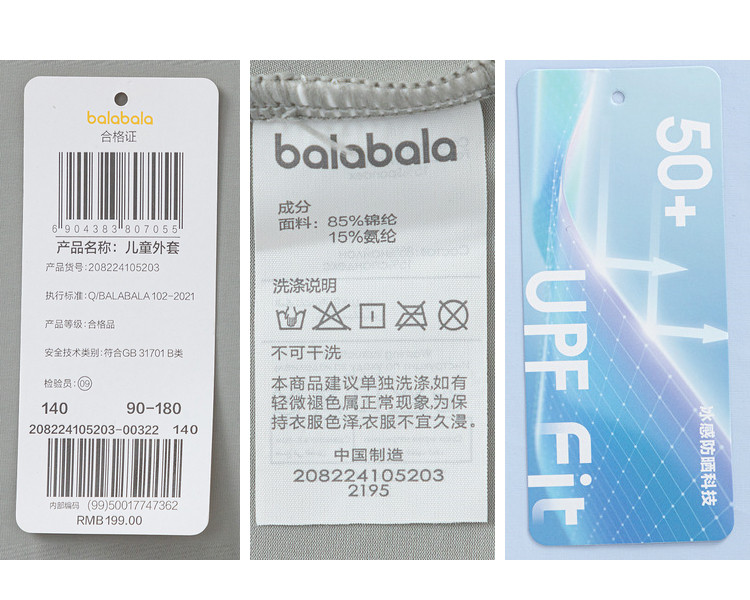 balabala
合格证
6 904383 807055
产品名称：儿童外套
产品货号：208224105203
执行标准：Q/BALABALA 102-2021
产品等级：合格品
安全技术类别：符合GB 31701 B类
检验员：09
140 90-180
208224105203-00322 140
内部编码 (99)50017747362
RMB199.00
balabala
成分
面料：85%锦纶
15%氨纶
洗涤说明
不可干洗
本商品建议单独洗涤,如有
轻微褪色属正常现象,为保
持衣服色泽,衣服不宜久浸。
中国制造
208224105203
2195
50+
UPF Fit
冰感防晒科技